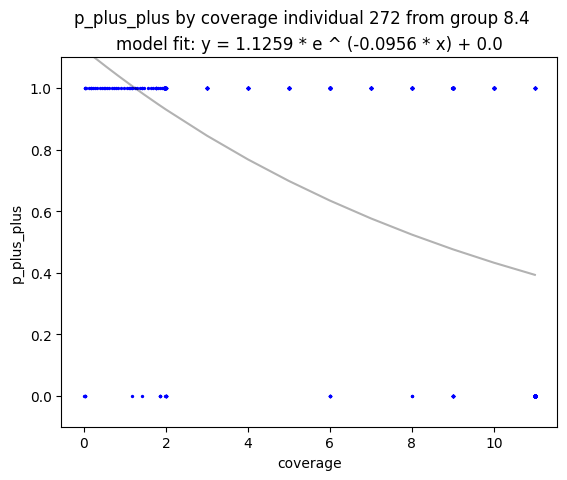 p_plus_plus by coverage individual 272 from group 8.4
model fit: y = 1.1259 * e ^ (-0.0956 * x) + 0.0
1.0
0.8
0.6
0.4
0.2
0.0
p_plus_plus
0 2 4 6 8 10
coverage